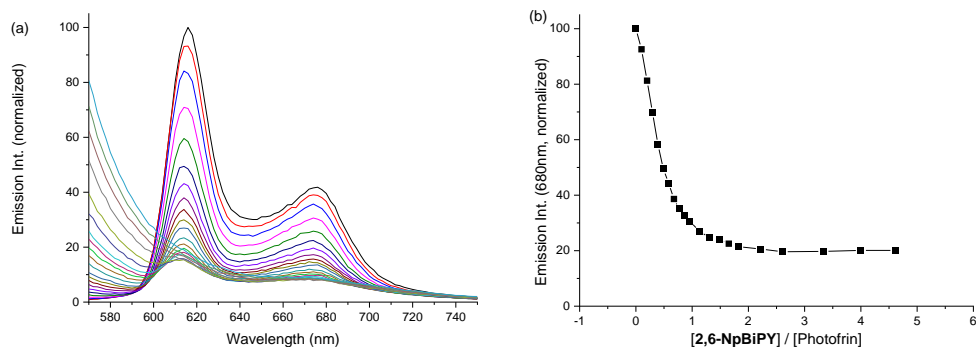 (a)
100
80
60
40
20
0
Emission Int. (normalized)
580 600 620 640 660 680 700 720 740
Wavelength (nm)
(b)
100
80
60
40
20
0
Emission Int. (680nm, normalized)
-1 0 1 2 3 4 5 6
[2,6-NpBiPY] / [Photofrin]